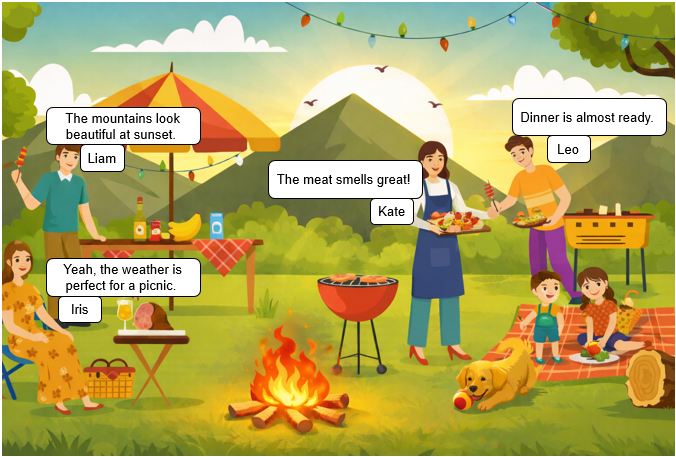 The mountains look
beautiful at sunset.
Liam
Dinner is almost ready.
Leo
The meat smells great!
Kate
Yeah, the weather is
perfect for a picnic.
Iris